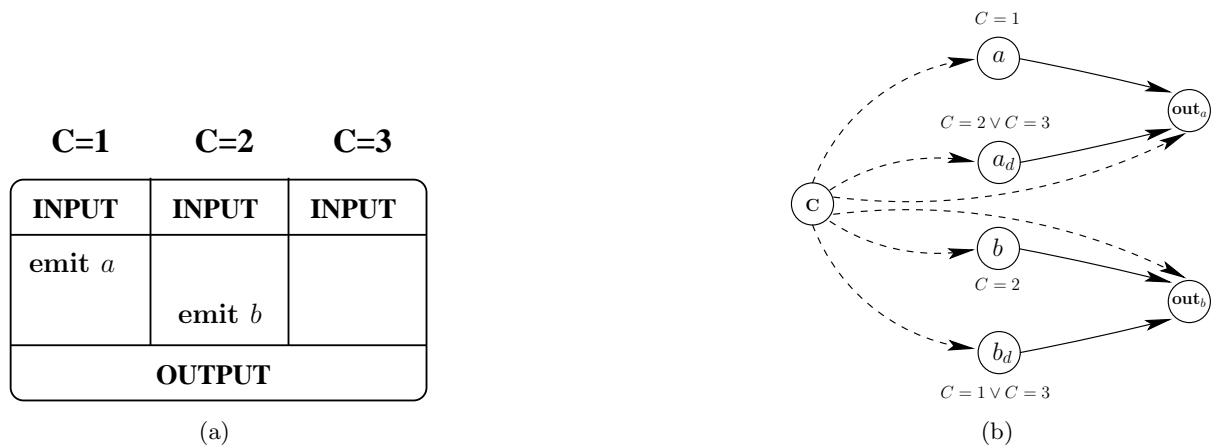 C=1 C=2 C=3
INPUT INPUT INPUT
emit a
emit b
OUTPUT
(a)
C = 1
a
out_a
C = 2 ∨ C = 3
a_d
C
b
C = 2
out_b
b_d
C = 1 ∨ C = 3
(b)